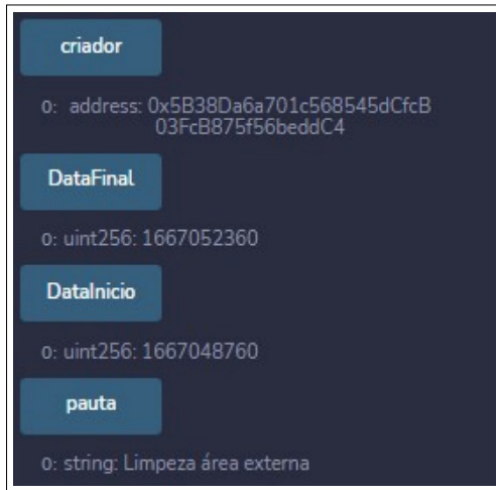 criador
0: address: 0x5B38Da6a701c568545dCfcB
03FcB875f56beddC4
DataFinal
0: uint256: 1667052360
DataInicio
0: uint256: 1667048760
pauta
0: string: Limpeza área externa